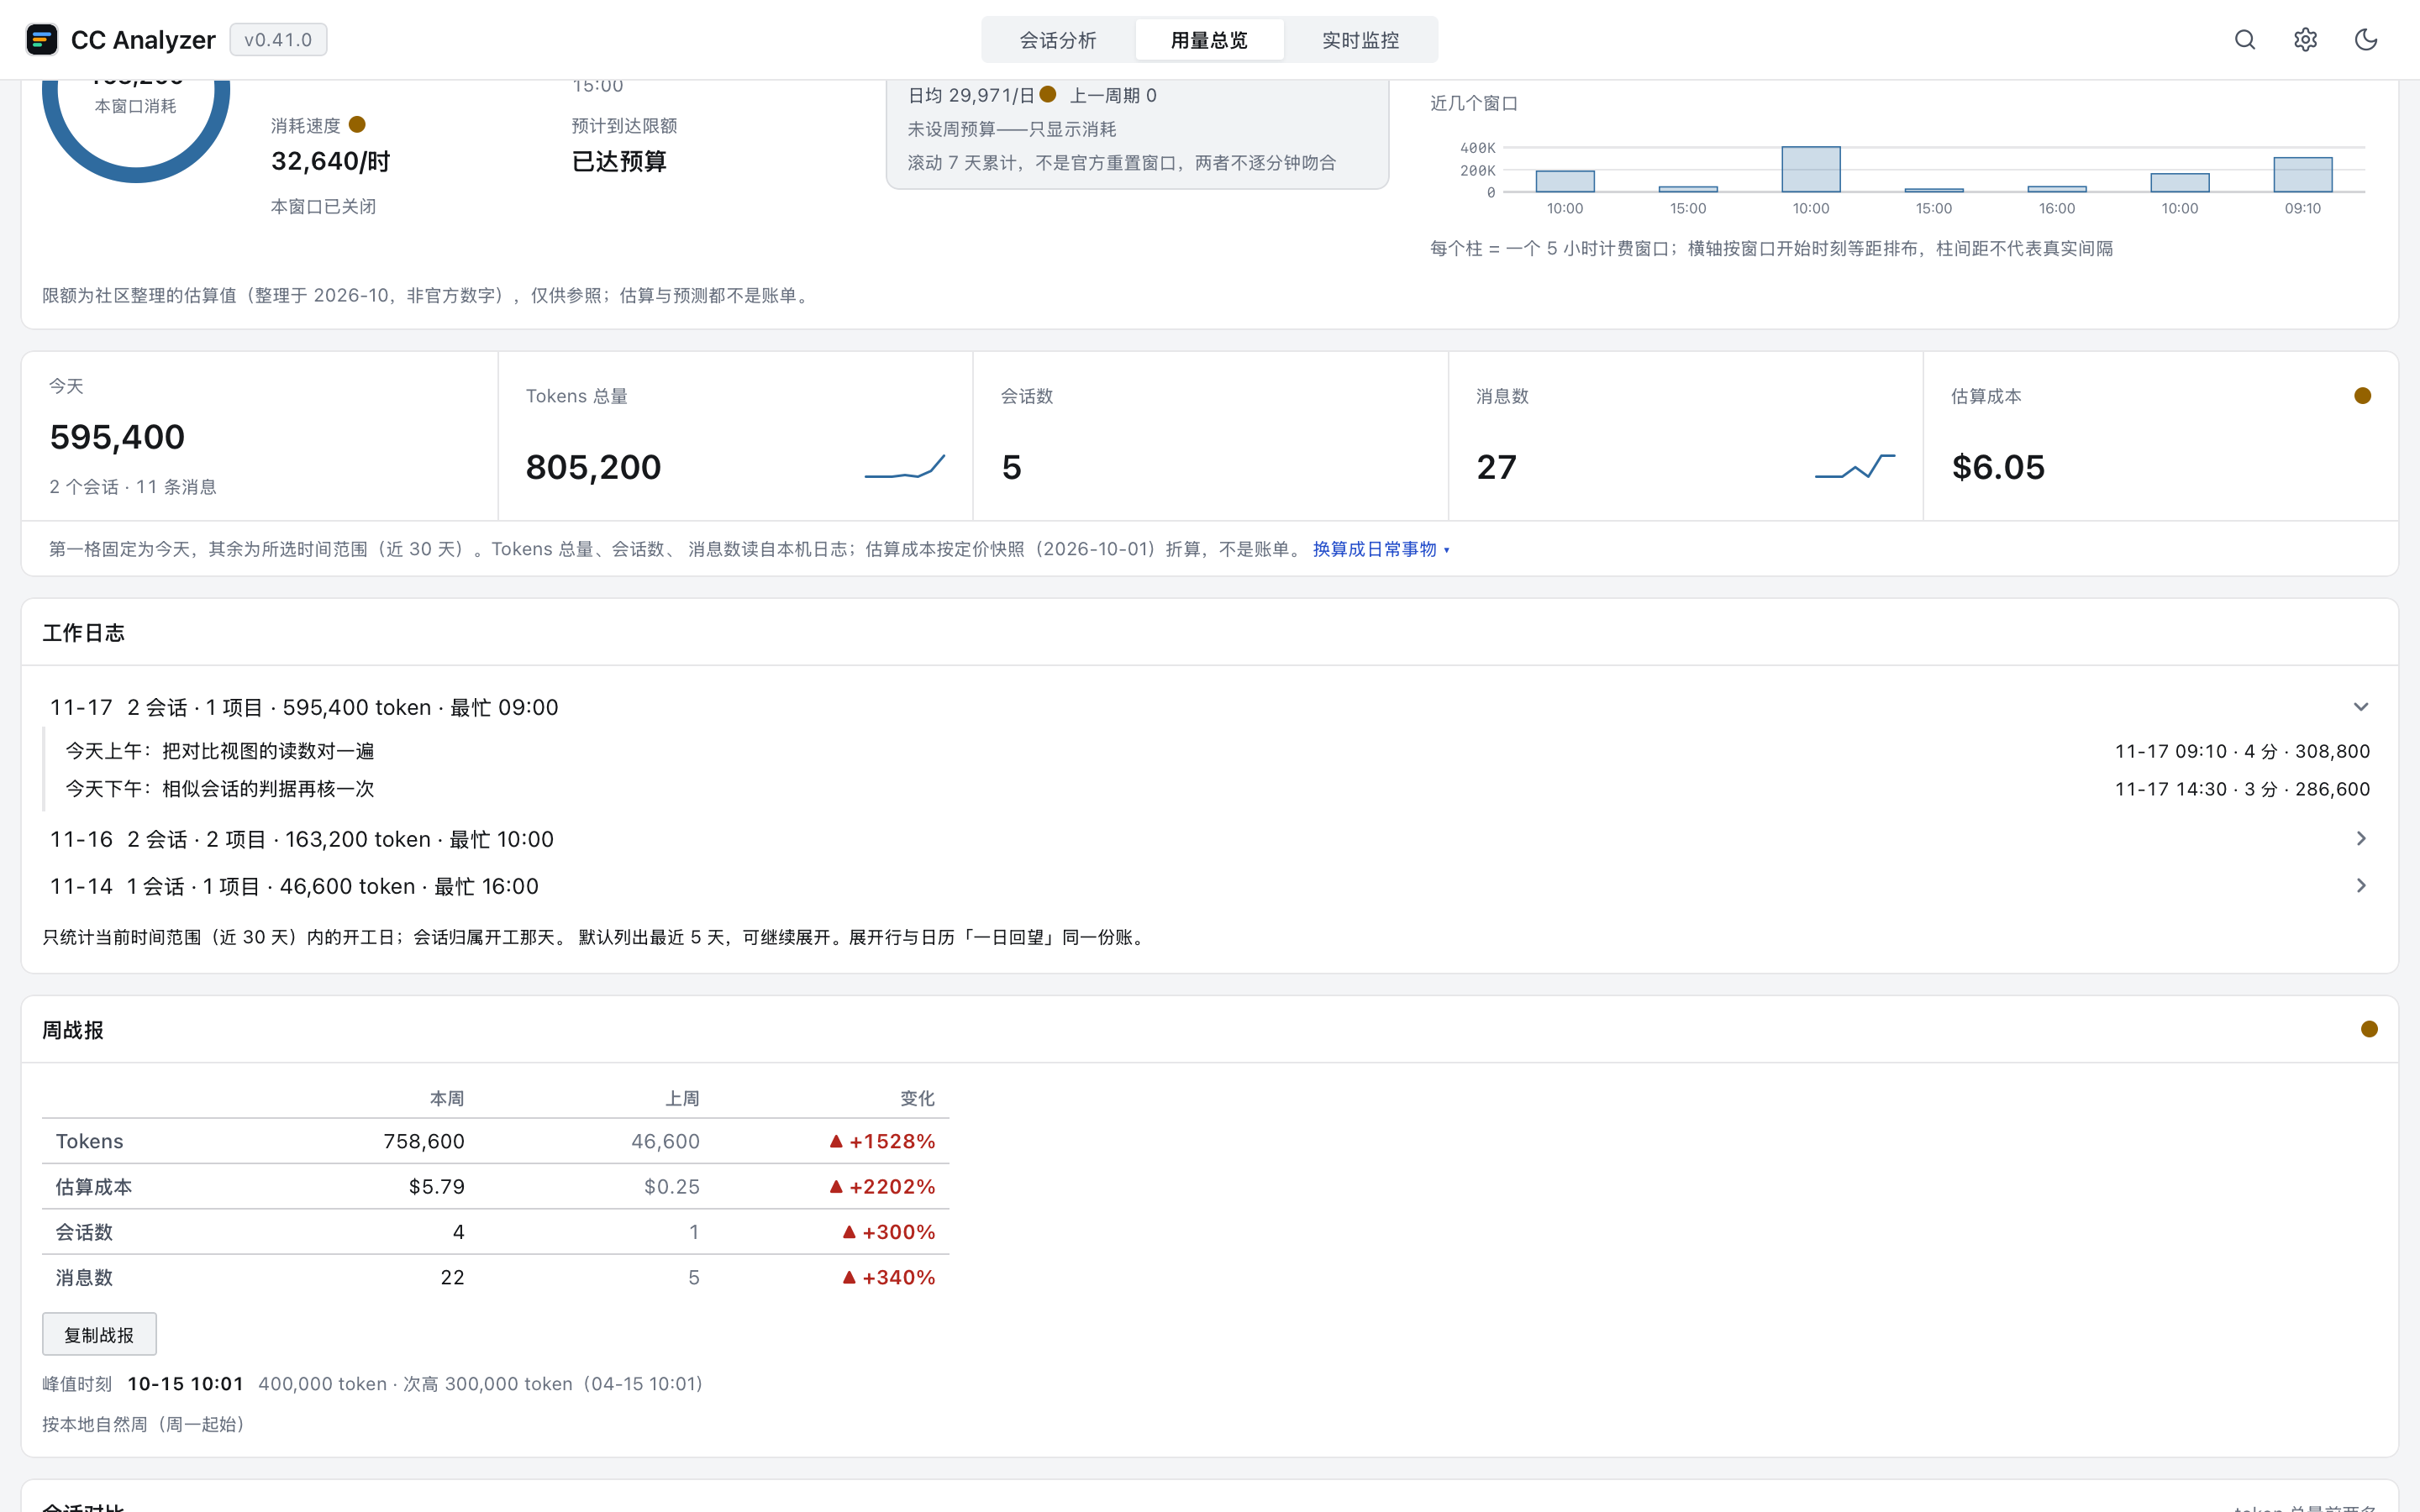 CC Analyzer v0.41.0
会话分析 用量总览 实时监控
本窗口消耗
15:00
消耗速度
32,640/时
本窗口已关闭
预计到达限额
已达预算
日均 29,971/日 上一周期 0
未设周预算——只显示消耗
滚动 7 天累计，不是官方重置窗口，两者不逐分钟吻合
近几个窗口
400K
200K
0
10:00 15:00 10:00 15:00 16:00 10:00 09:10
每个柱 = 一个 5 小时计费窗口；横轴按窗口开始时刻等距排布，柱间距不代表真实间隔
限额为社区整理的估算值（整理于 2026-10，非官方数字），仅供参照；估算与预测都不是账单。
今天
595,400
2 个会话 · 11 条消息
Tokens 总量
805,200
会话数
5
消息数
27
估算成本
$6.05
第一格固定为今天，其余为所选时间范围（近 30 天）。Tokens 总量、会话数、 消息数读自本机日志；估算成本按定价快照（2026-10-01）折算，不是账单。 换算成日常事物 ▾
工作日志
11-17 2 会话 · 1 项目 · 595,400 token · 最忙 09:00
今天上午：把对比视图的读数对一遍 11-17 09:10 · 4 分 · 308,800
今天下午：相似会话的判据再核一次 11-17 14:30 · 3 分 · 286,600
11-16 2 会话 · 2 项目 · 163,200 token · 最忙 10:00
11-14 1 会话 · 1 项目 · 46,600 token · 最忙 16:00
只统计当前时间范围（近 30 天）内的开工日；会话归属开工那天。 默认列出最近 5 天，可继续展开。展开行与日历「一日回望」同一份账。
周战报
本周 上周 变化
Tokens 758,600 46,600 ▲ +1528%
估算成本 $5.79 $0.25 ▲ +2202%
会话数 4 1 ▲ +300%
消息数 22 5 ▲ +340%
复制战报
峰值时刻 10-15 10:01 400,000 token · 次高 300,000 token（04-15 10:01）
按本地自然周（周一起始）